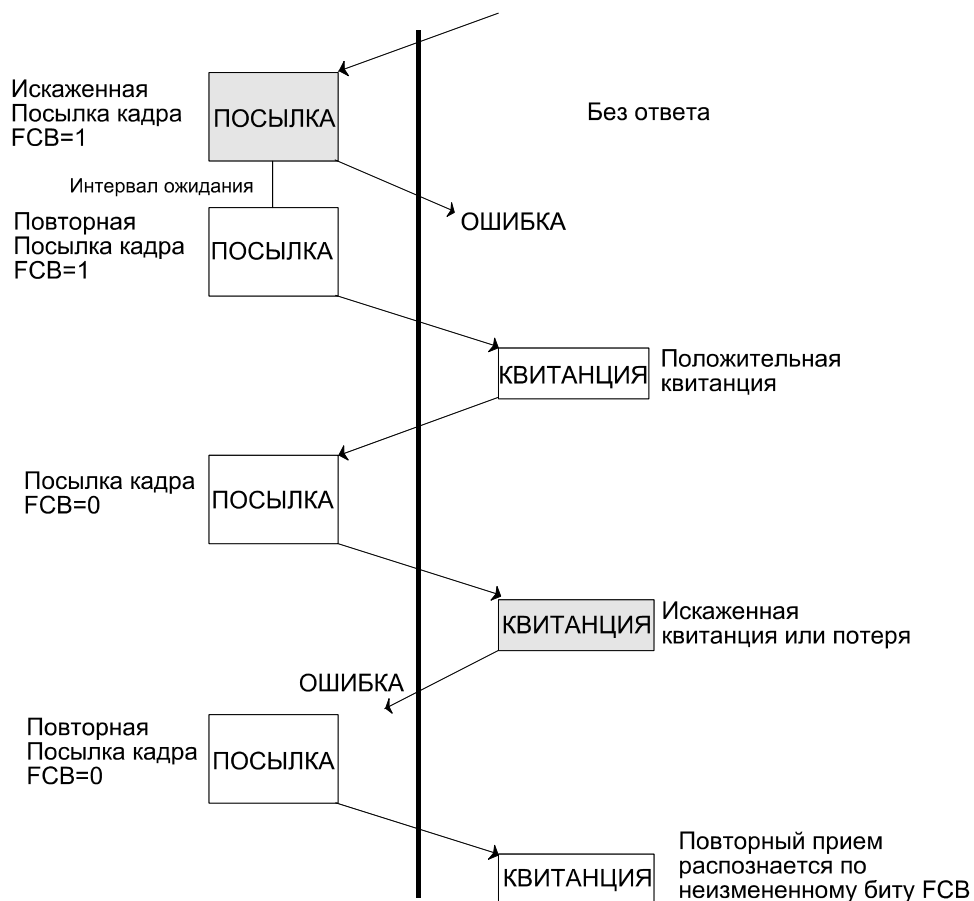 Искаженная
Посылка кадра
FCB=1
ПОСЫЛКА
Без ответа
Интервал ожидания
ОШИБКА
Повторная
Посылка кадра
FCB=1
ПОСЫЛКА
КВИТАНЦИЯ
Положительная
квитанция
Посылка кадра
FCB=0
ПОСЫЛКА
КВИТАНЦИЯ
Искаженная
квитанция или потеря
ОШИБКА
Повторная
Посылка кадра
FCB=0
ПОСЫЛКА
КВИТАНЦИЯ
Повторный прием
распознается по
неизмененному биту FCB